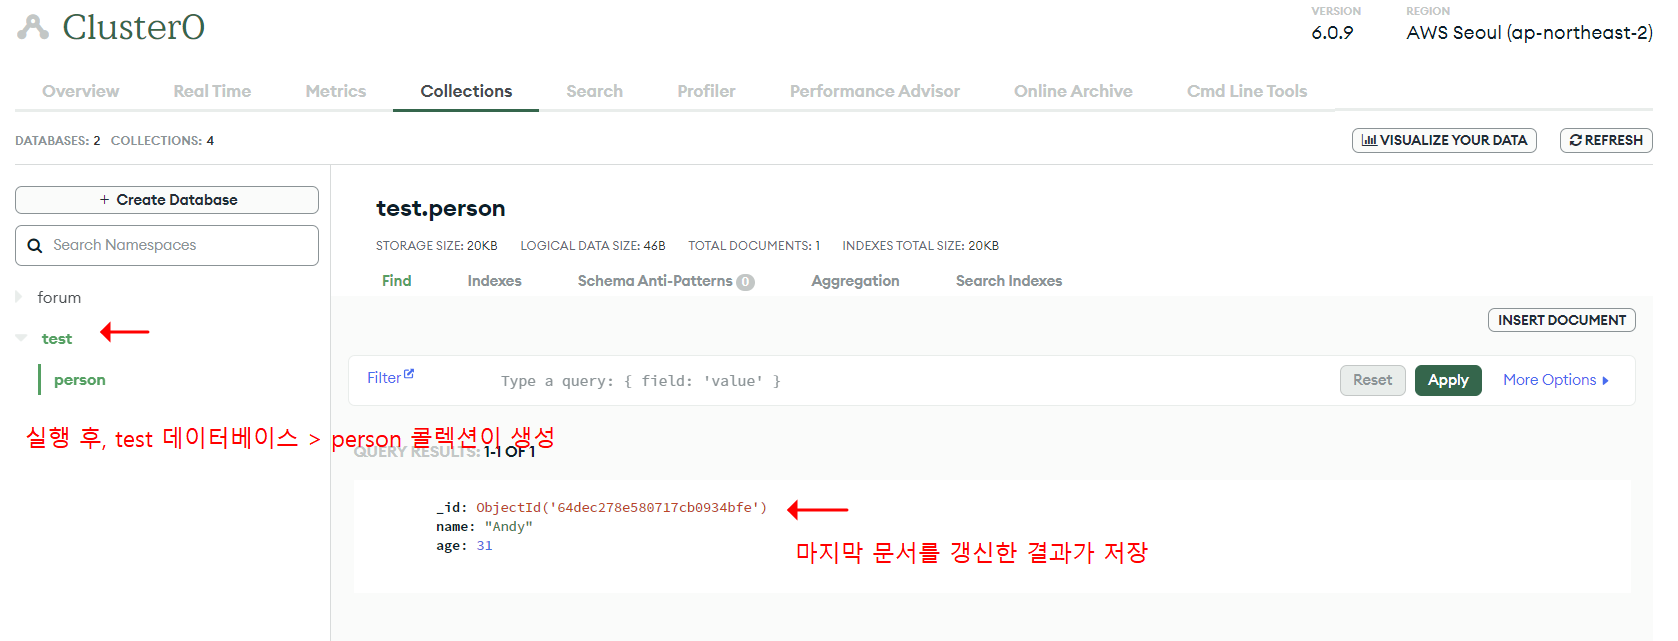 Cluster0
VERSION
6.0.9
REGION
AWS Seoul (ap-northeast-2)
Overview Real Time Metrics Collections Search Profiler Performance Advisor Online Archive Cmd Line Tools
DATABASES: 2 COLLECTIONS: 4
VISUALIZE YOUR DATA
REFRESH
+ Create Database
Search Namespaces
forum
test
person
실행 후, test 데이터베이스 > person 콜렉션이 생성
test.person
STORAGE SIZE: 20KB LOGICAL DATA SIZE: 46B TOTAL DOCUMENTS: 1 INDEXES TOTAL SIZE: 20KB
Find Indexes Schema Anti-Patterns 0 Aggregation Search Indexes
INSERT DOCUMENT
Filter Type a query: { field: 'value' } Reset Apply More Options
QUERY RESULTS: 1-1 OF 1
_id: ObjectId('64dec278e580717cb0934bfe')
name: "Andy"
age: 31
마지막 문서를 갱신한 결과가 저장